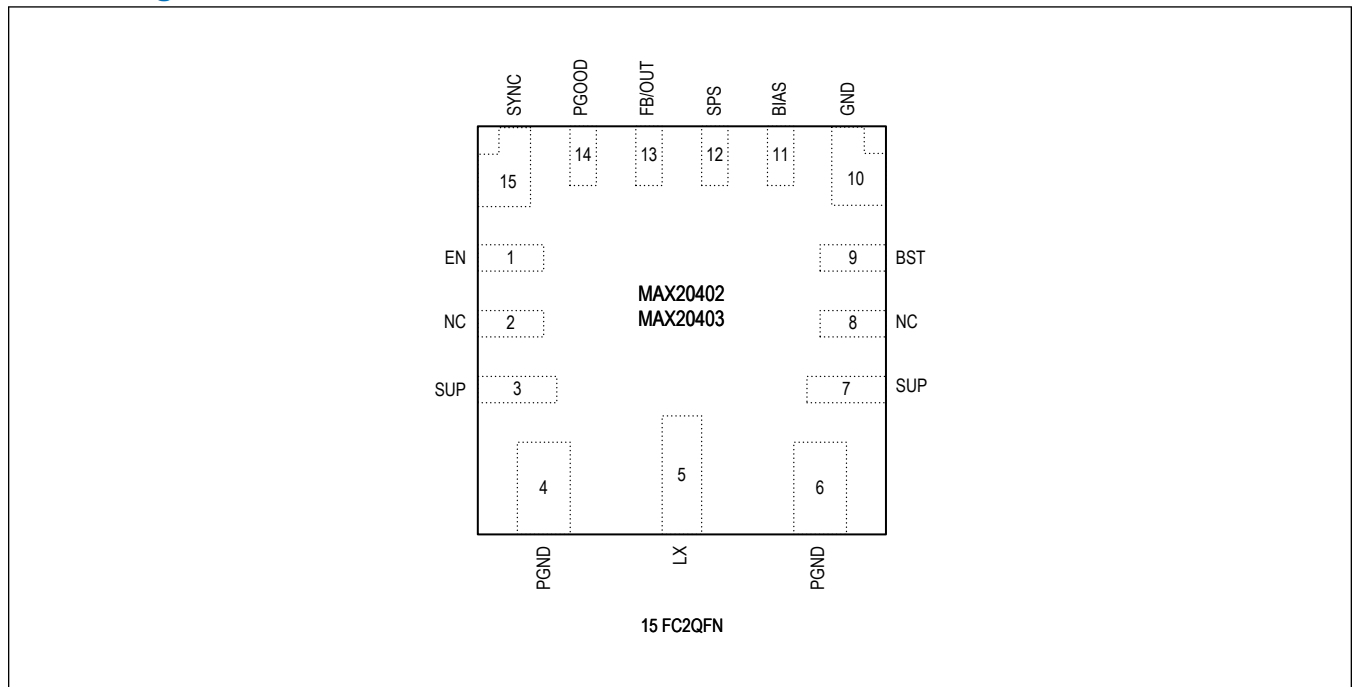 SYNC
PGOOD
FB/OUT
SPS
BIAS
GND
14
13
12
11
15
10
EN
1
9
BST
MAX20402
MAX20403
NC
2
8
NC
SUP
3
7
SUP
4
5
6
PGND
LX
PGND
15 FC2QFN